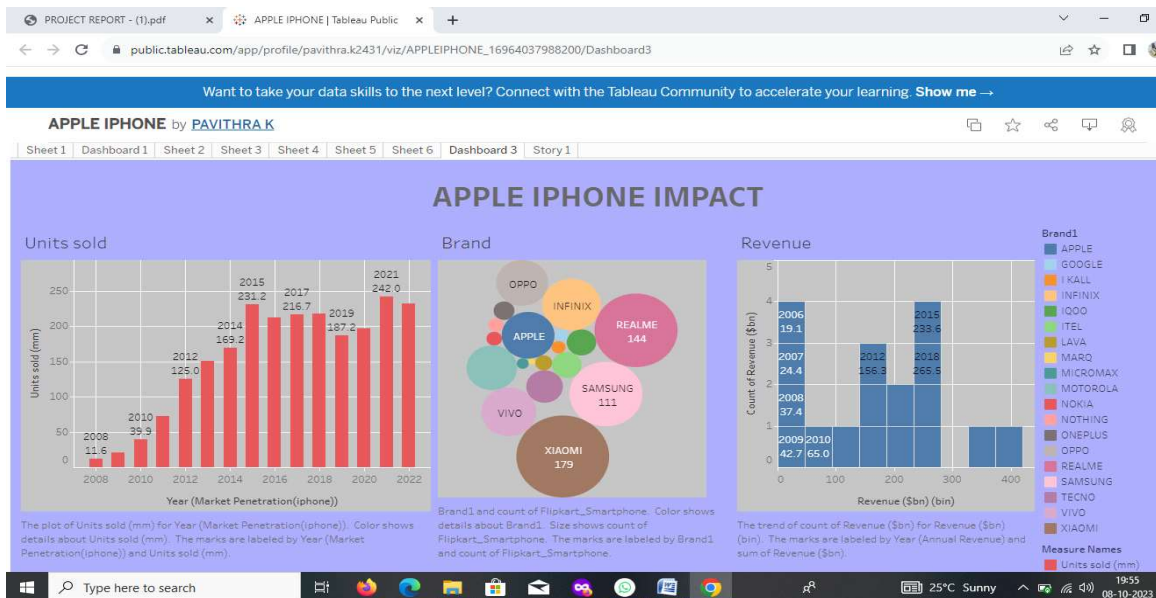 PROJECT REPORT - (1).pdf
APPLE IPHONE | Tableau Public
public.tableau.com/app/profile/pavithra.k2431/viz/APPLEIPHONE_16964037988200/Dashboard3
Want to take your data skills to the next level? Connect with the Tableau Community to accelerate your learning. Show me →
APPLE IPHONE by PAVITHRA K
Sheet 1 Dashboard 1 Sheet 2 Sheet 3 Sheet 4 Sheet 5 Sheet 6 Dashboard 3 Story 1
APPLE IPHONE IMPACT
Units sold
Units sold (mm)
250
200
150
100
50
0
2008
11.6
2010
39.9
2012
125.0
2014
169.2
2015
231.2
2017
216.7
2019
187.2
2021
242.0
2008 2010 2012 2014 2016 2018 2020 2022
Year (Market Penetration(iphone))
The plot of Units sold (mm) for Year (Market Penetration(iphone)). Color shows
details about Units sold (mm). The marks are labeled by Year (Market
Penetration(iphone)) and Units sold (mm).
Brand
OPPO
INFINIX
APPLE
REALME
144
SAMSUNG
111
VIVO
XIAOMI
179
Brand1 and count of Flipkart_Smartphone. Color shows
details about Brand1. Size shows count of
Flipkart_Smartphone. The marks are labeled by Brand1
and count of Flipkart_Smartphone.
Revenue
Count of Revenue ($bn)
5
4
3
2
1
0
2006
19.1
2007
24.4
2008
37.4
2009
42.7
2010
65.0
2012
156.3
2015
233.6
2018
265.5
0 100 200 300 400
Revenue ($bn) (bin)
The trend of count of Revenue ($bn) for Revenue ($bn)
(bin). The marks are labeled by Year (Annual Revenue) and
sum of Revenue ($bn).
Brand1
APPLE
GOOGLE
I KALL
INFINIX
IQOO
ITEL
LAVA
MARQ
MICROMAX
MOTOROLA
NOKIA
NOTHING
ONEPLUS
OPPO
REALME
SAMSUNG
TECNO
VIVO
XIAOMI
Measure Names
Units sold (mm)
Type here to search
25°C Sunny
19:55
08-10-2023